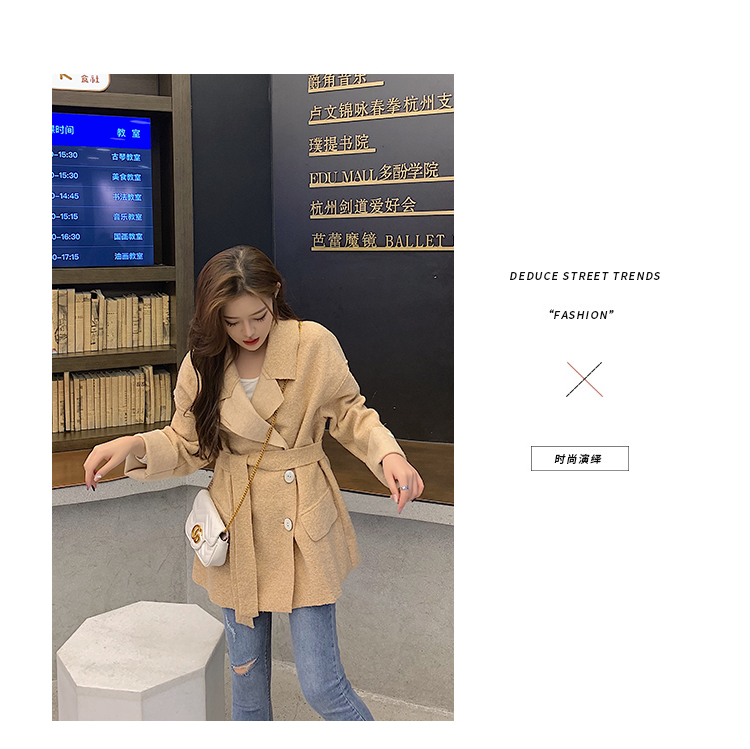 食社
课时间 教室
0-15:30 古琴教室
0-15:30 美食教室
0-14:45 书法教室
0-15:15 音乐教室
0-16:30 国画教室
0-17:15 油画教室
爵角音乐
卢文锦咏春拳杭州支
璞提书院
EDU MALL 多酚学院
杭州剑道爱好会
芭蕾魔镜 BALLET
DEDUCE STREET TRENDS
“FASHION”
时尚演绎